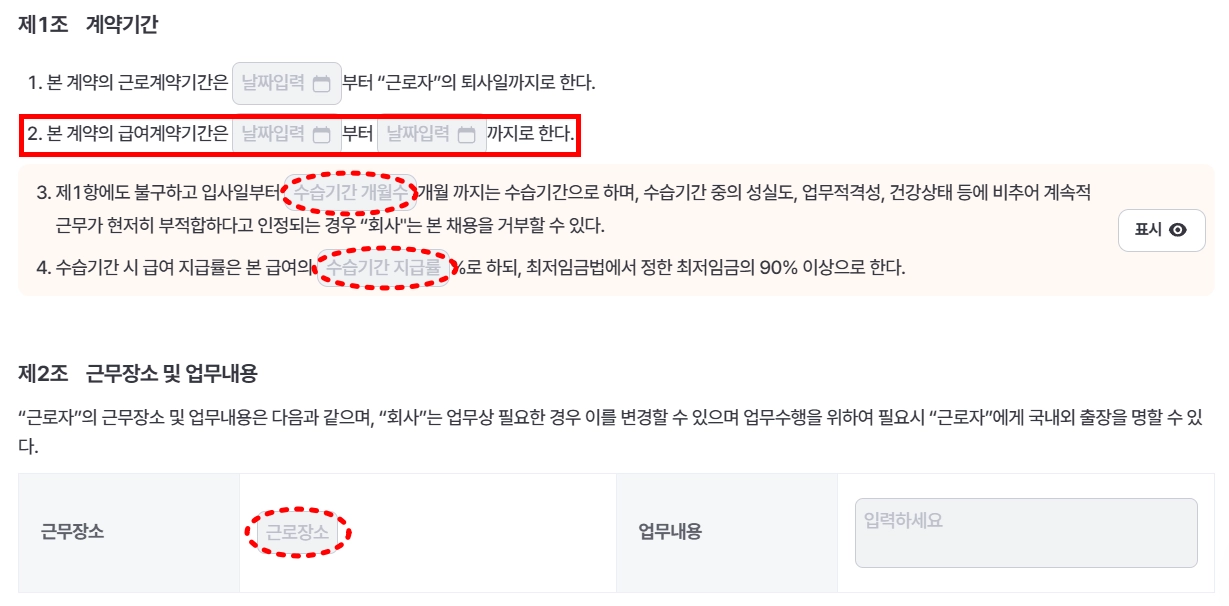 제1조 계약기간
1. 본 계약의 근로계약기간은 날짜입력 부터 “근로자”의 퇴사일까지로 한다.
2. 본 계약의 급여계약기간은 날짜입력 부터 날짜입력 까지로 한다.
3. 제1항에도 불구하고 입사일부터 수습기간 개월수 개월 까지는 수습기간으로 하며, 수습기간 중의 성실도, 업무적격성, 건강상태 등에 비추어 계속적
근무가 현저히 부적합하다고 인정되는 경우 “회사"는 본 채용을 거부할 수 있다.
표시
4. 수습기간 시 급여 지급률은 본 급여의 수습기간 지급률 %로 하되, 최저임금법에서 정한 최저임금의 90% 이상으로 한다.
제2조 근무장소 및 업무내용
“근로자”의 근무장소 및 업무내용은 다음과 같으며, “회사”는 업무상 필요한 경우 이를 변경할 수 있으며 업무수행을 위하여 필요시 “근로자”에게 국내외 출장을 명할 수 있
다.
근무장소 근로장소 업무내용 입력하세요